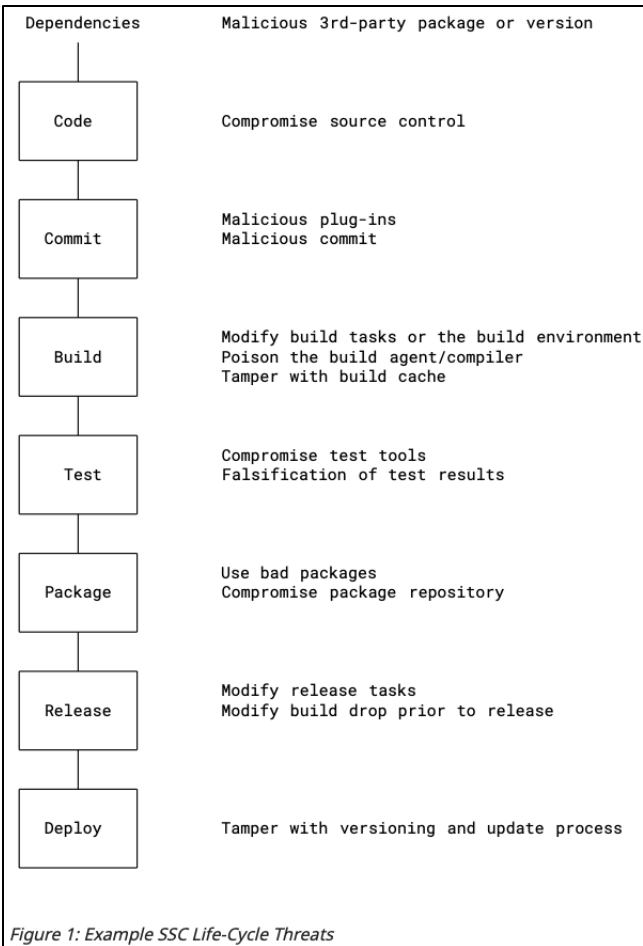 Dependencies
Malicious 3rd-party package or version
Code
Compromise source control
Commit
Malicious plug-ins
Malicious commit
Build
Modify build tasks or the build environment
Poison the build agent/compiler
Tamper with build cache
Test
Compromise test tools
Falsification of test results
Package
Use bad packages
Compromise package repository
Release
Modify release tasks
Modify build drop prior to release
Deploy
Tamper with versioning and update process
Figure 1: Example SSC Life-Cycle Threats